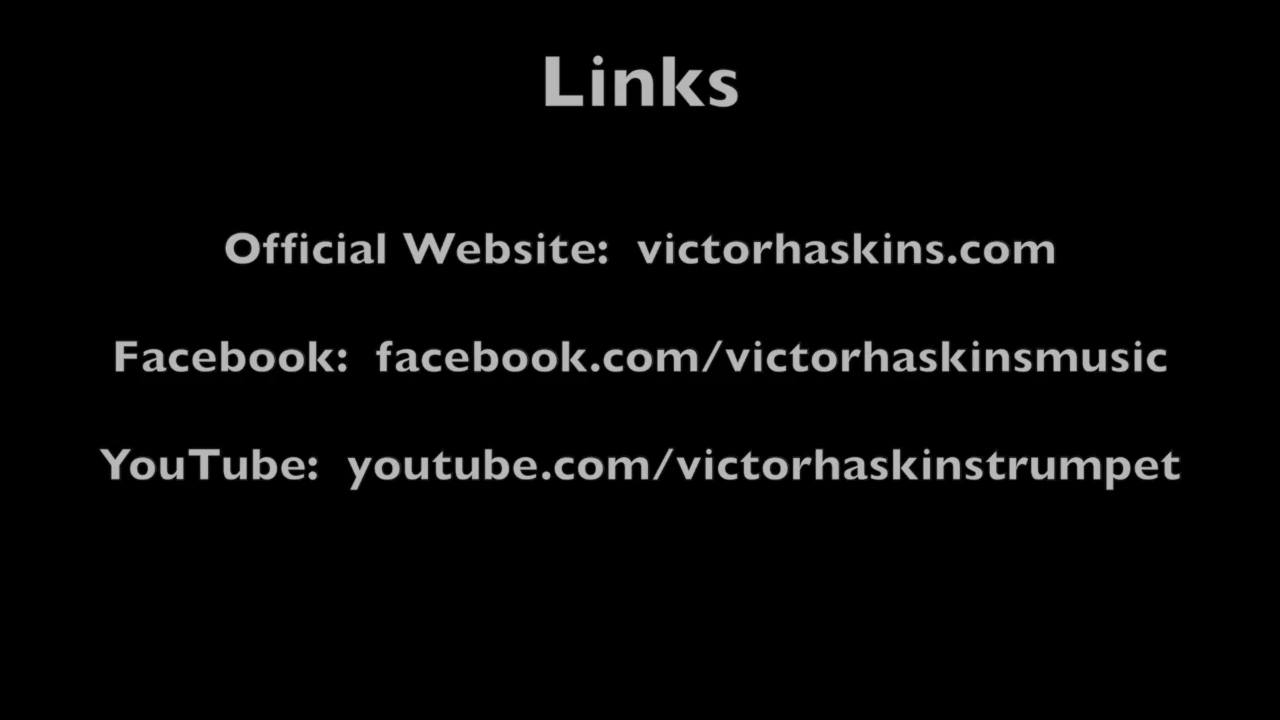 Links
Official Website: victorhaskins.com
Facebook: facebook.com/victorhaskinsmusic
YouTube: youtube.com/victorhaskinstrumpet